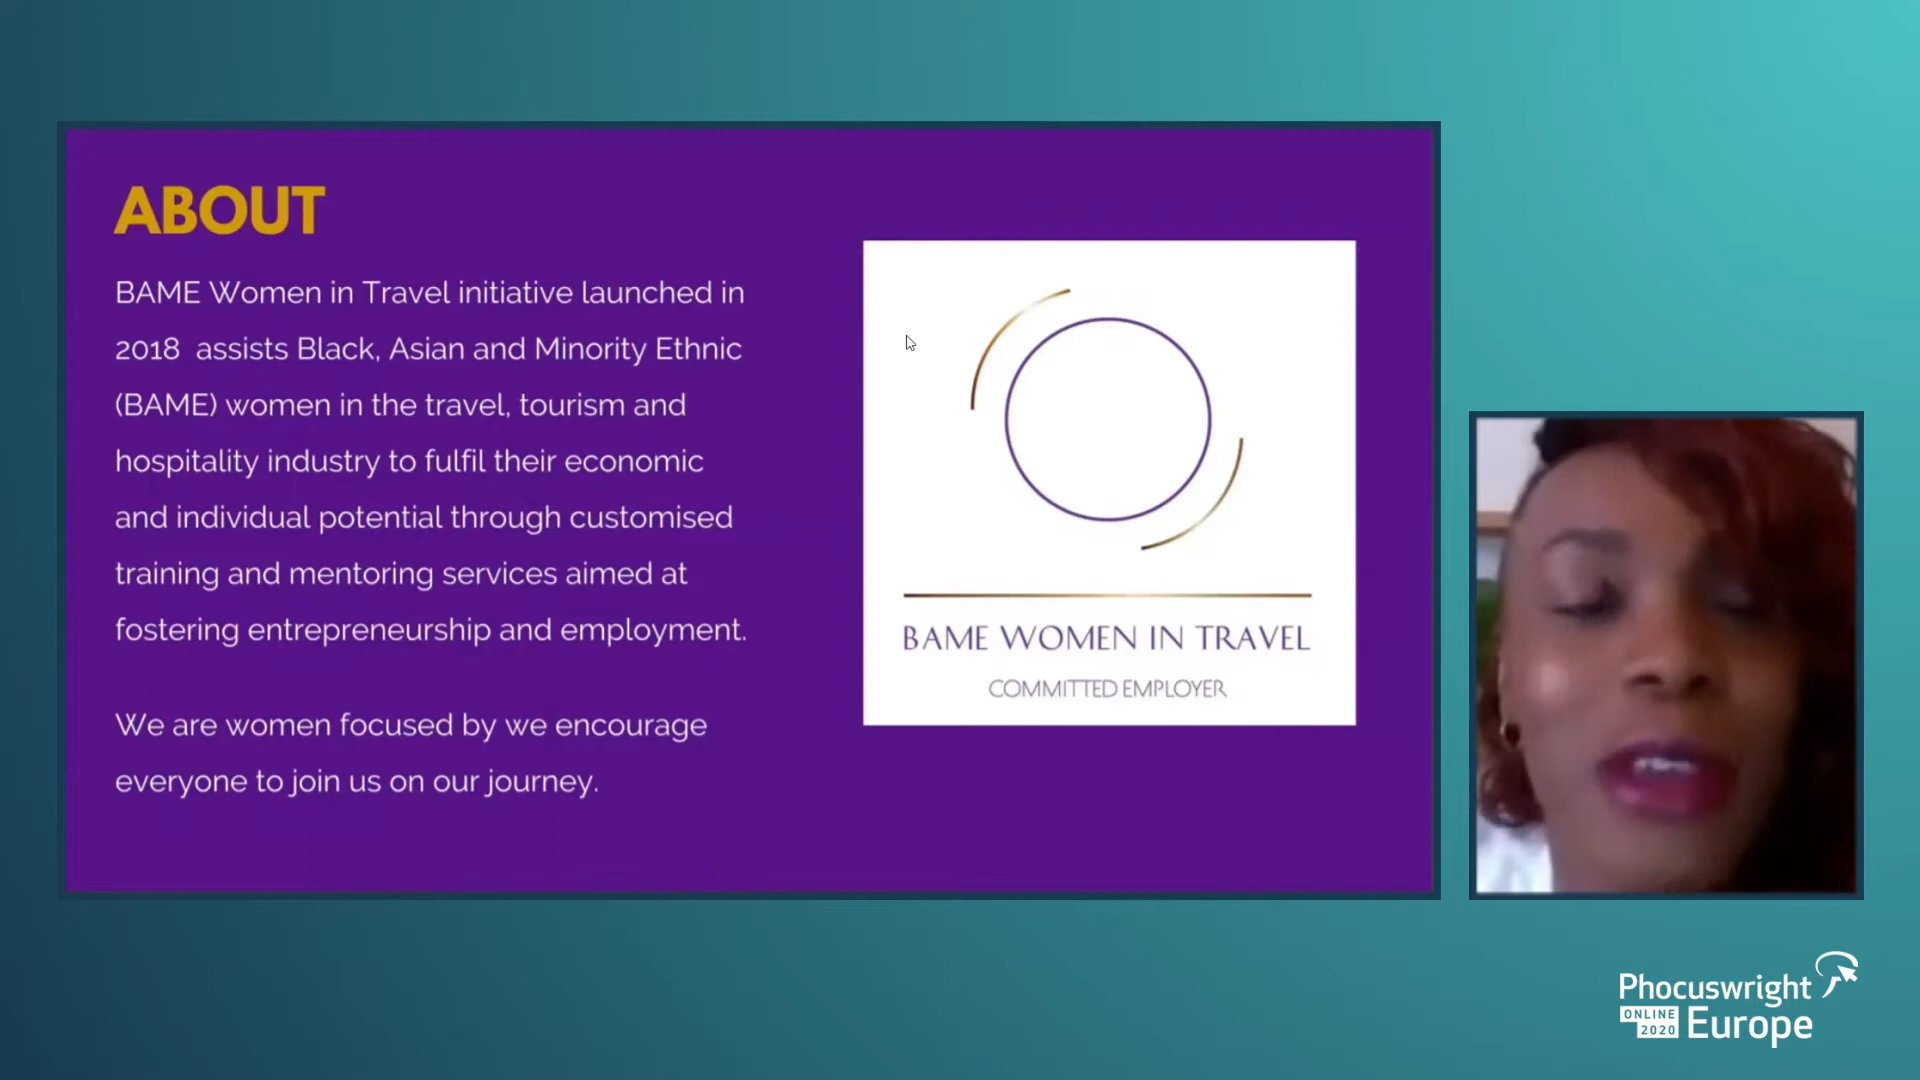 ABOUT
BAME Women in Travel initiative launched in
2018 assists Black, Asian and Minority Ethnic
(BAME) women in the travel, tourism and
hospitality industry to fulfil their economic
and individual potential through customised
training and mentoring services aimed at
fostering entrepreneurship and employment.
We are women focused by we encourage
everyone to join us on our journey.
BAME WOMEN IN TRAVEL
COMMITTED EMPLOYER
Phocuswright
ONLINE
2020
Europe